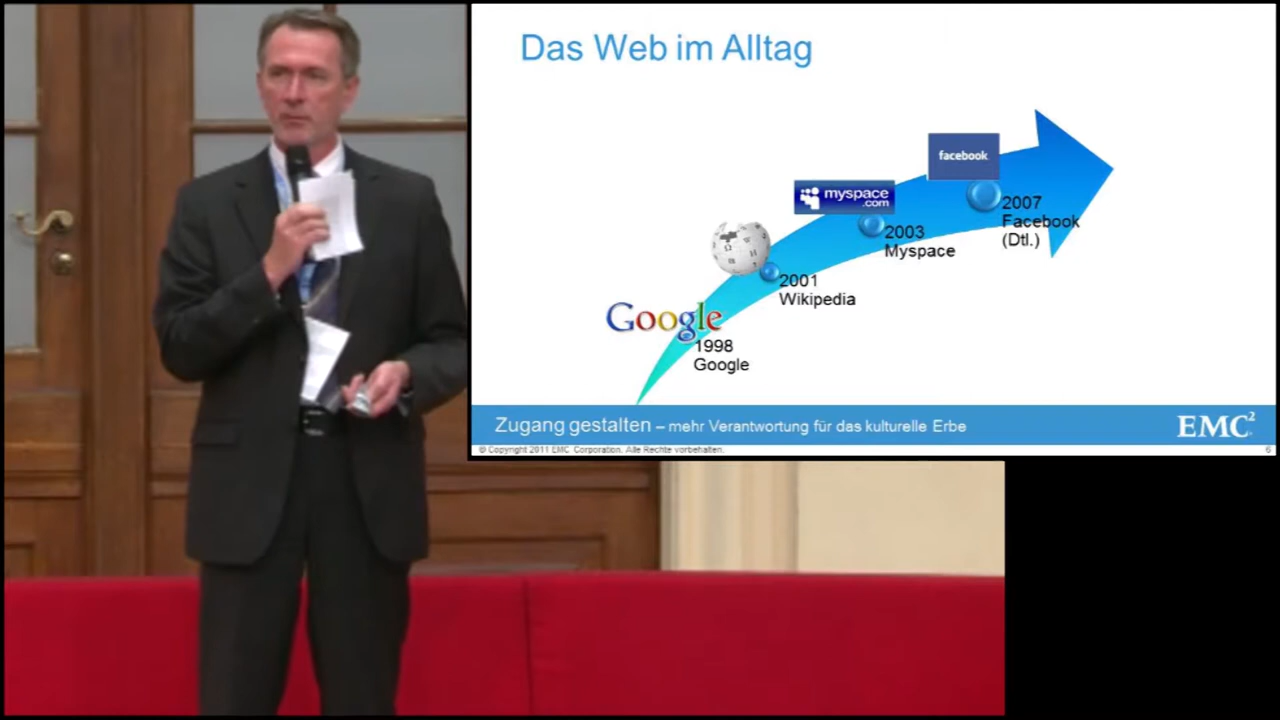 Das Web im Alltag
facebook
2007
Facebook
(Dtl.)
myspace
.com
2003
Myspace
2001
Wikipedia
Google
1998
Google
Zugang gestalten – mehr Verantwortung für das kulturelle Erbe
EMC²
© Copyright 2011 EMC Corporation. Alle Rechte vorbehalten.
6